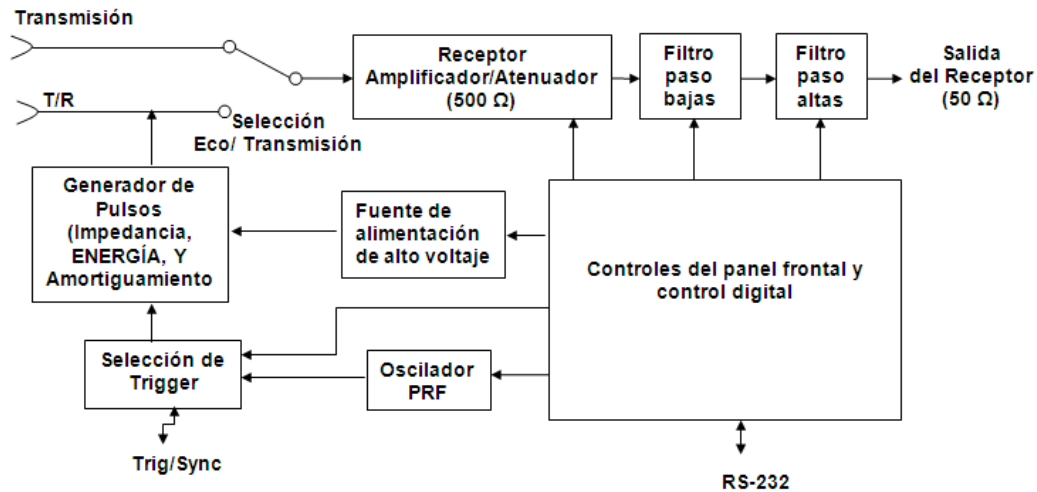 Transmisión
T/R
Selección
Eco/ Transmisión
Receptor
Amplificador/Atenuador
(500 Ω)
Filtro
paso
bajas
Filtro
paso
altas
Salida
del Receptor
(50 Ω)
Generador de
Pulsos
(Impedancia,
ENERGÍA, Y
Amortiguamiento
Fuente de
alimentación
de alto voltaje
Controles del panel frontal y
control digital
Selección de
Trigger
Oscilador
PRF
Trig/Sync
RS-232